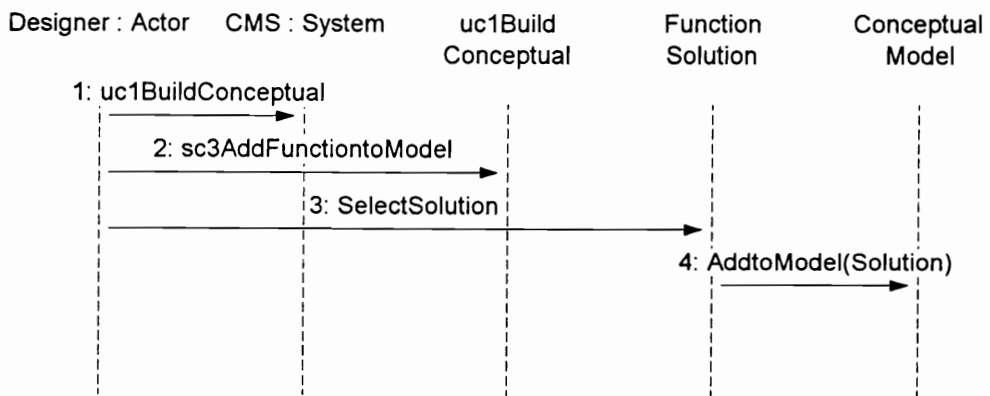 Designer : Actor
CMS : System
uc1Build
Conceptual
Function
Solution
Conceptual
Model
1: uc1BuildConceptual
2: sc3AddFunctiontoModel
3: SelectSolution
4: AddtoModel(Solution)